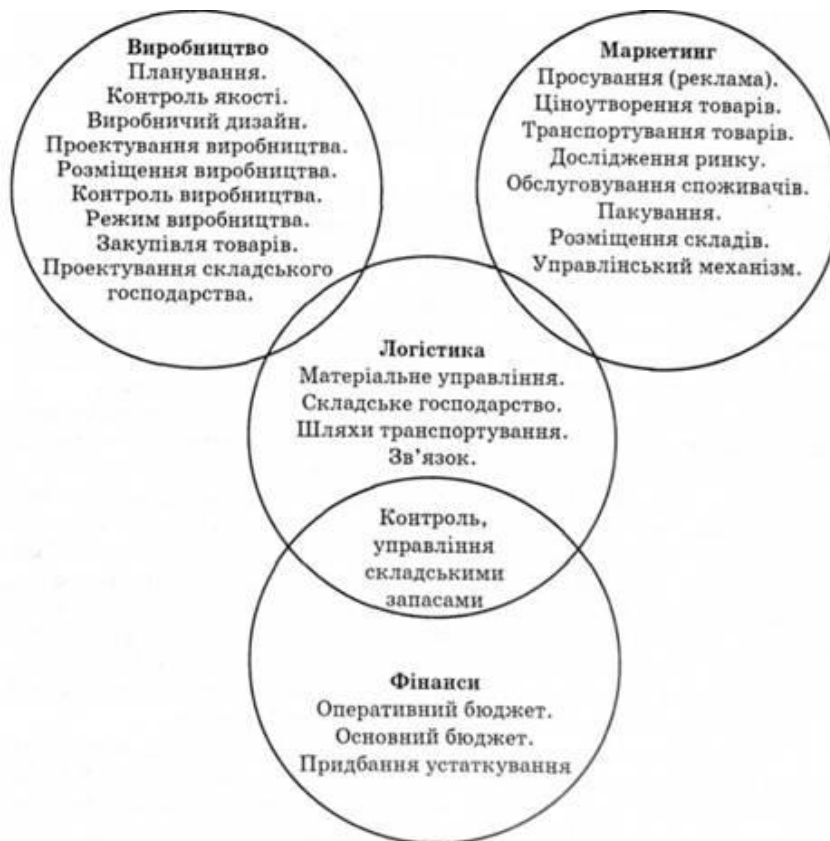 Виробництво
Планування.
Контроль якості.
Виробничий дизайн.
Проектування виробництва.
Розміщення виробництва.
Контроль виробництва.
Режим виробництва.
Закупівля товарів.
Проектування складського
господарства.
Маркетинг
Просування (реклама).
Ціноутворення товарів.
Транспортування товарів.
Дослідження ринку.
Обслуговування споживачів.
Пакування.
Розміщення складів.
Управлінський механізм.
Логістика
Матеріальне управління.
Складське господарство.
Шляхи транспортування.
Зв’язок.
Контроль,
управління
складськими
запасами
Фінанси
Оперативний бюджет.
Основний бюджет.
Придбання устаткування